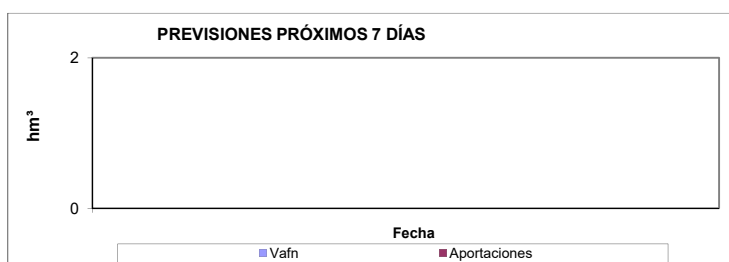 PREVISIONES PRÓXIMOS 7 DÍAS
2
hm³
0
Fecha
Vafn Aportaciones